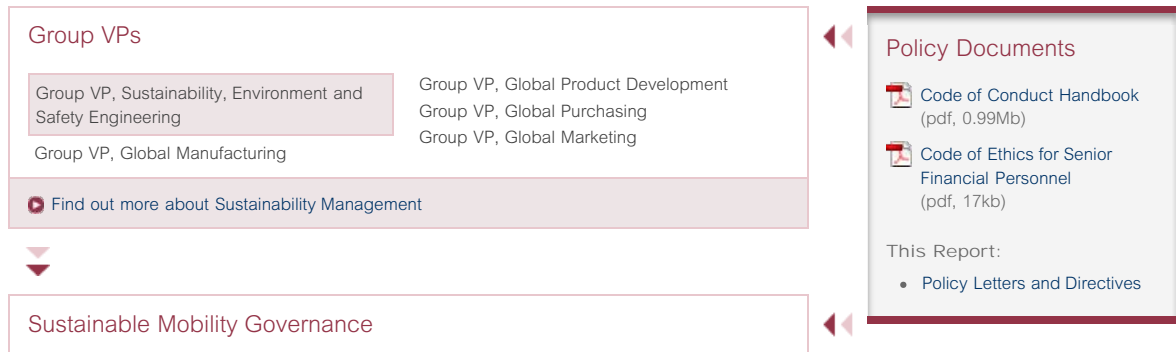 Group VPs
Group VP, Sustainability, Environment and
Safety Engineering
Group VP, Global Manufacturing
Group VP, Global Product Development
Group VP, Global Purchasing
Group VP, Global Marketing
Find out more about Sustainability Management
Sustainable Mobility Governance
Policy Documents
Code of Conduct Handbook
(pdf, 0.99Mb)
Code of Ethics for Senior
Financial Personnel
(pdf, 17kb)
This Report:
• Policy Letters and Directives